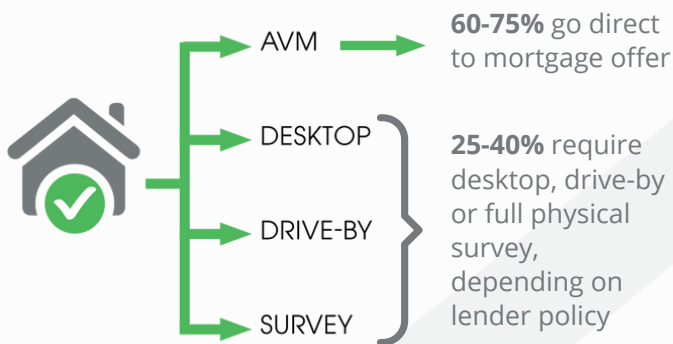 AVM
60-75% go direct
to mortgage offer
DESKTOP
DRIVE-BY
SURVEY
25-40% require
desktop, drive-by
or full physical
survey,
depending on
lender policy